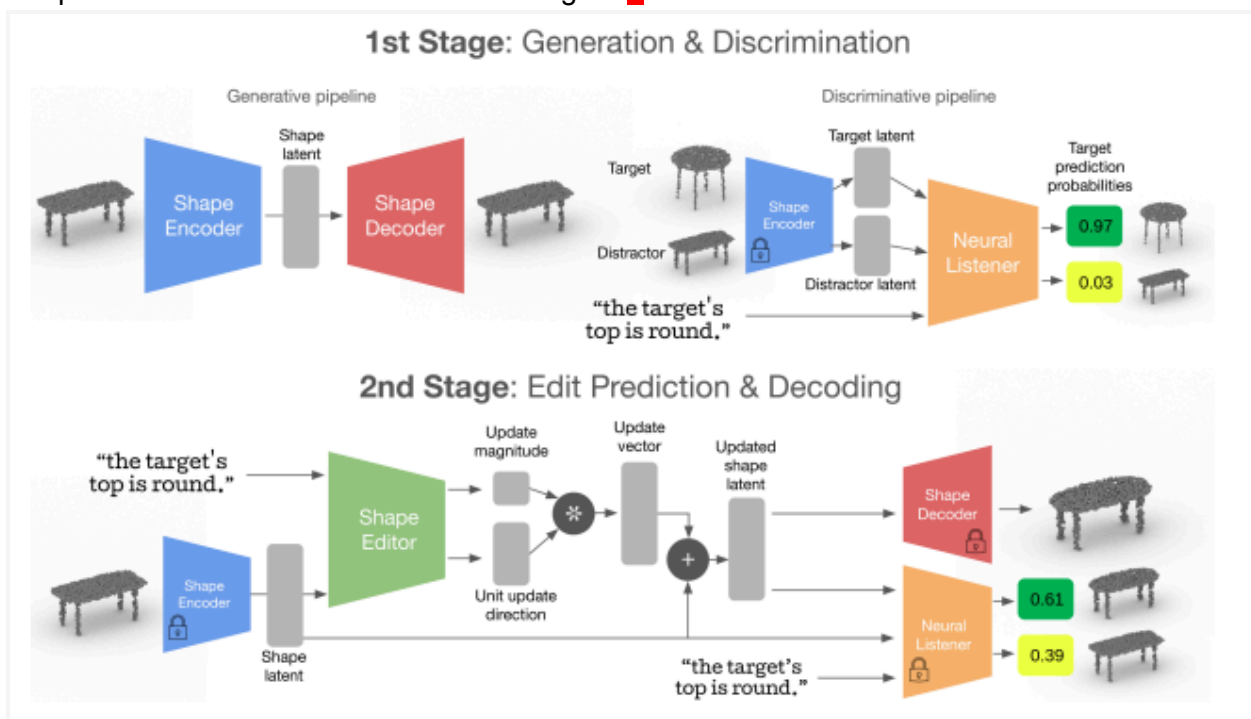 1st Stage: Generation & Discrimination
Generative pipeline
Shape
latent
Shape
Encoder
Shape
Decoder
Discriminative pipeline
Target
Distractor
Shape
Encoder
Target latent
Distractor latent
Neural
Listener
Target
prediction
probabilities
0.97
0.03
“the target's
top is round.”
2nd Stage: Edit Prediction & Decoding
“the target's
top is round.”
Shape
Encoder
Shape
latent
Shape
Editor
Update
magnitude
Unit update
direction
*
Update
vector
+
Updated
shape
latent
Shape
Decoder
Neural
Listener
0.61
0.39
“the target’s
top is round.”